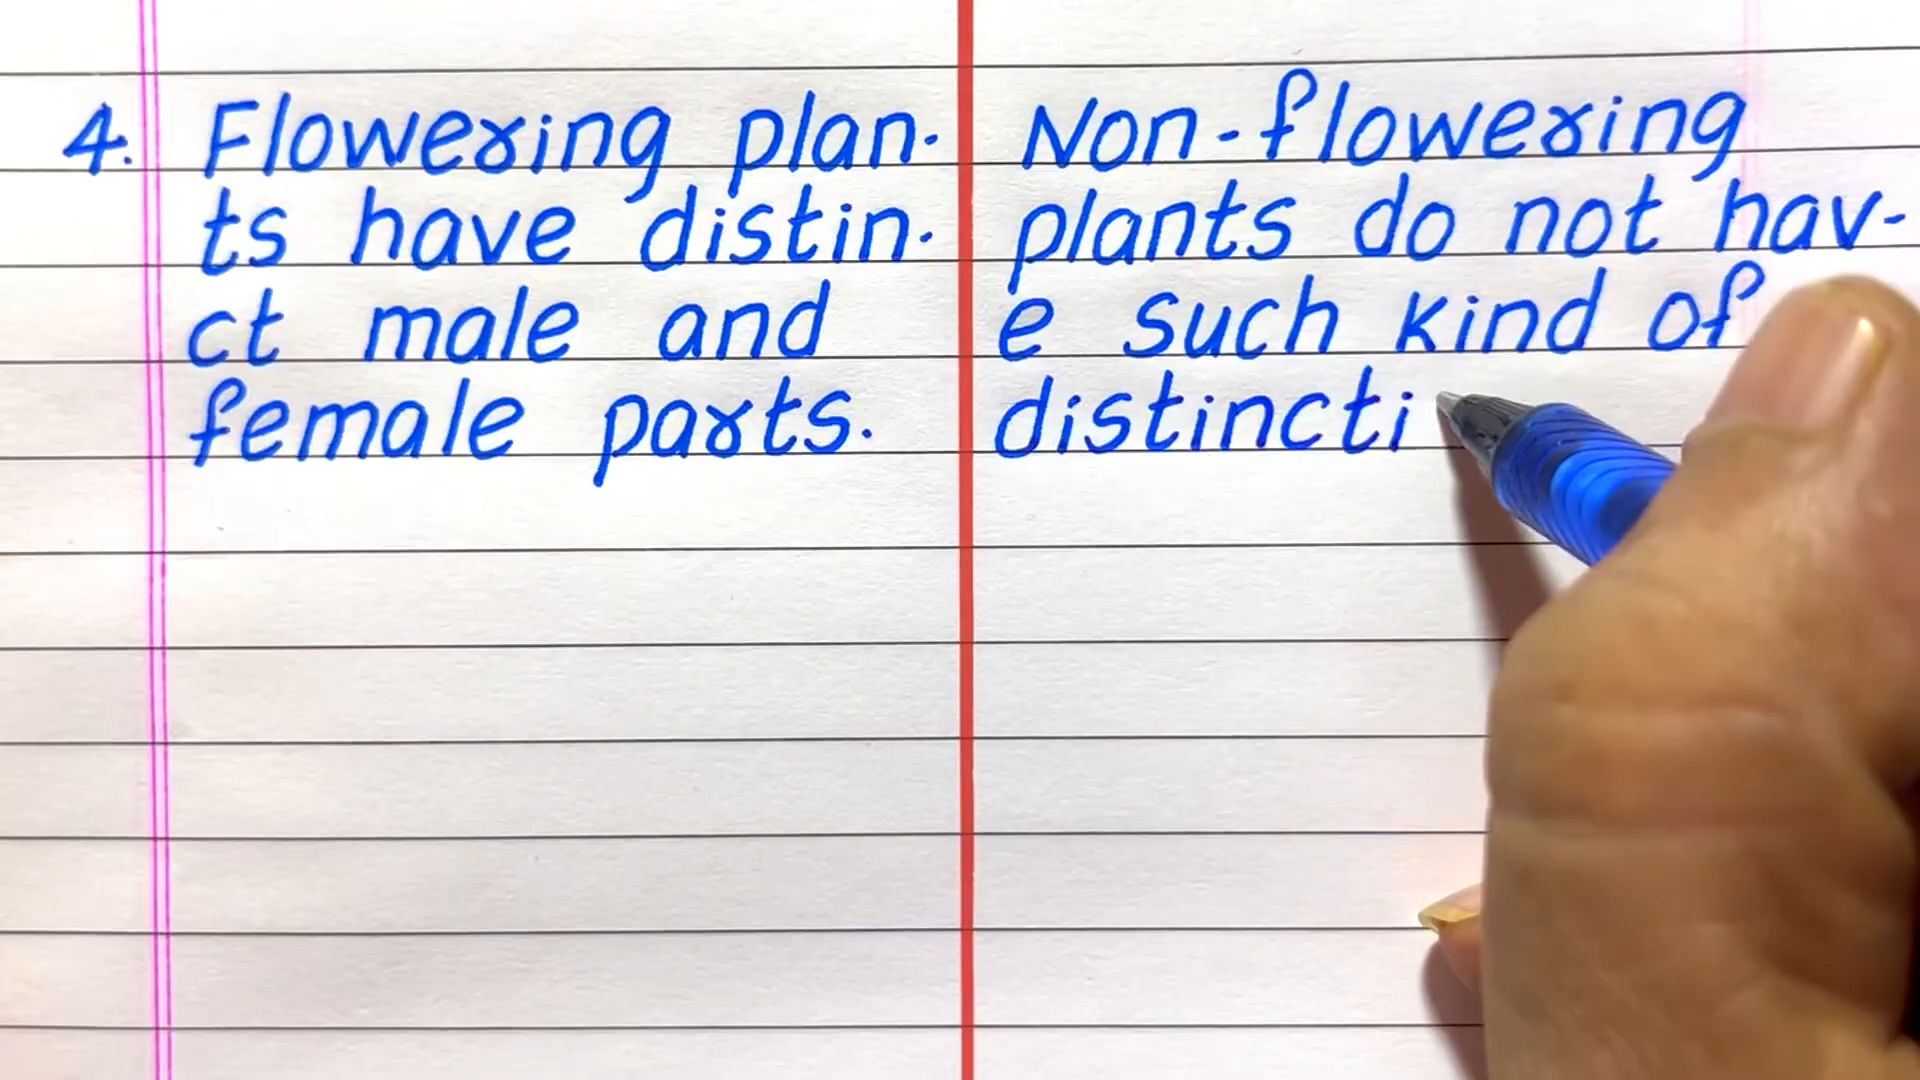 4. Flowering plan-
ts have distin-
ct male and
female parts.
Non-flowering
plants do not hav-
e such kind of
distincti